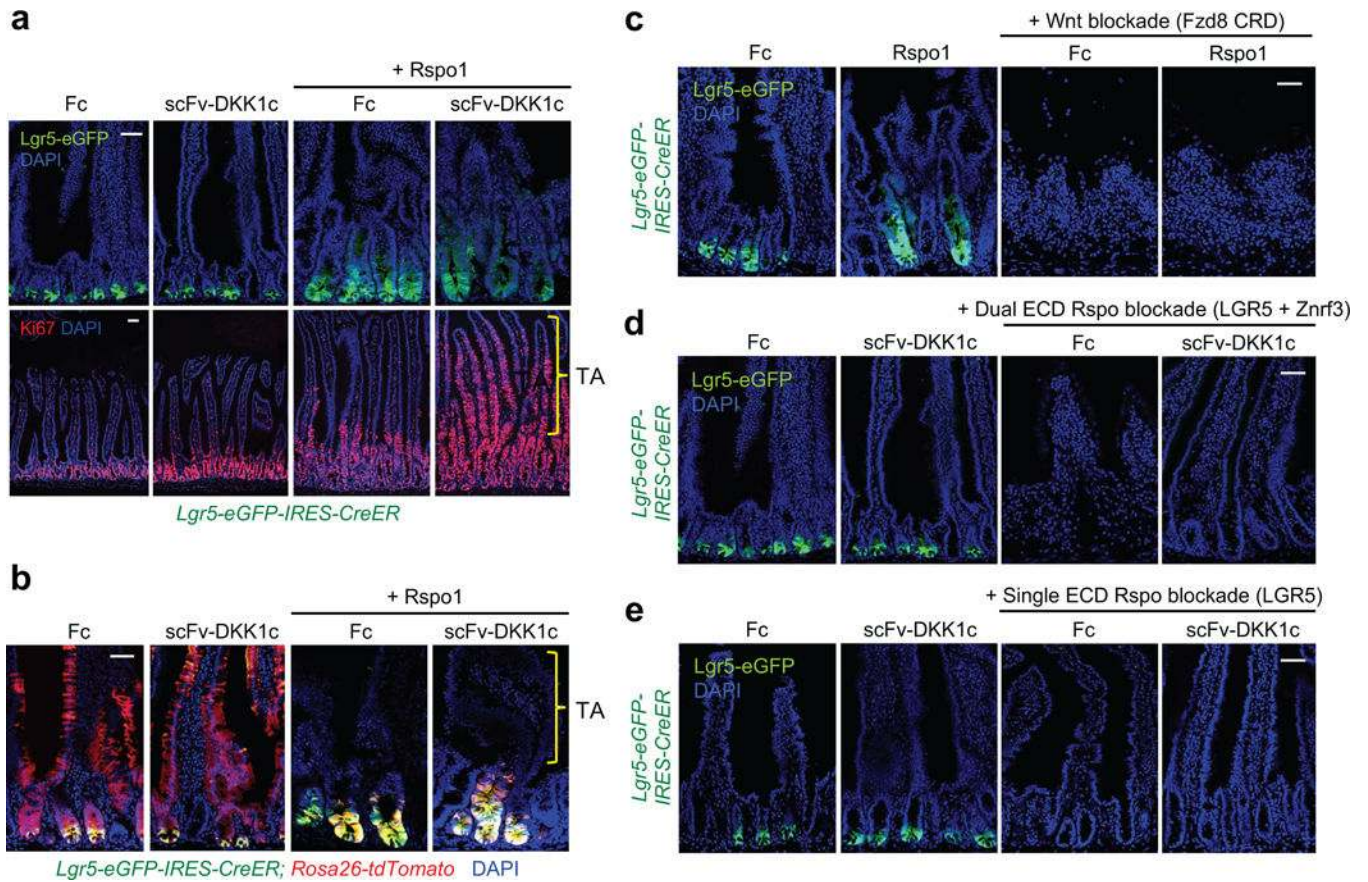 a
+ Rspo1
Fc scFv-DKK1c Fc scFv-DKK1c
Lgr5-eGFP
DAPI
Ki67 DAPI
TA
Lgr5-eGFP-IRES-CreER
b
+ Rspo1
Fc scFv-DKK1c Fc scFv-DKK1c
TA
Lgr5-eGFP-IRES-CreER; Rosa26-tdTomato DAPI
c
+ Wnt blockade (Fzd8 CRD)
Fc Rspo1 Fc Rspo1
Lgr5-eGFP-
IRES-CreER
Lgr5-eGFP
DAPI
d
+ Dual ECD Rspo blockade (LGR5 + Znrf3)
Fc scFv-DKK1c Fc scFv-DKK1c
Lgr5-eGFP-
IRES-CreER
Lgr5-eGFP
DAPI
e
+ Single ECD Rspo blockade (LGR5)
Fc scFv-DKK1c Fc scFv-DKK1c
Lgr5-eGFP-
IRES-CreER
Lgr5-eGFP
DAPI